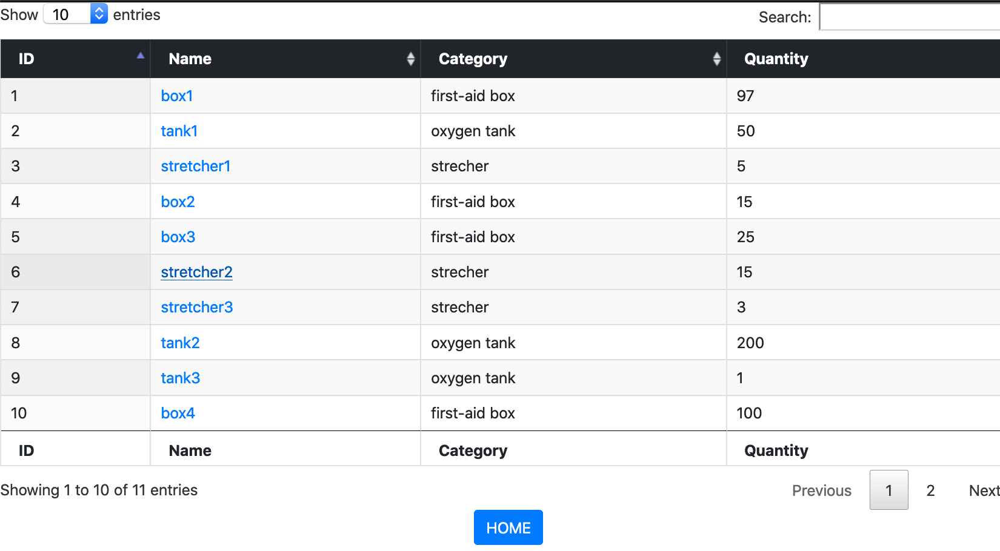 Show 10 entries Search:
ID Name Category Quantity
1 box1 first-aid box 97
2 tank1 oxygen tank 50
3 stretcher1 strecher 5
4 box2 first-aid box 15
5 box3 first-aid box 25
6 stretcher2 strecher 15
7 stretcher3 strecher 3
8 tank2 oxygen tank 200
9 tank3 oxygen tank 1
10 box4 first-aid box 100
ID Name Category Quantity
Showing 1 to 10 of 11 entries Previous 1 2 Next
HOME